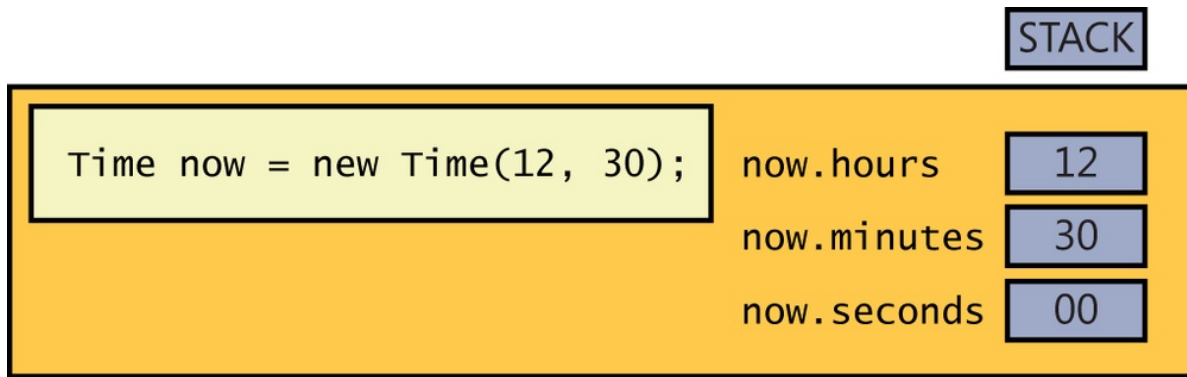 STACK
Time now = new Time(12, 30); now.hours 12
now.minutes 30
now.seconds 00